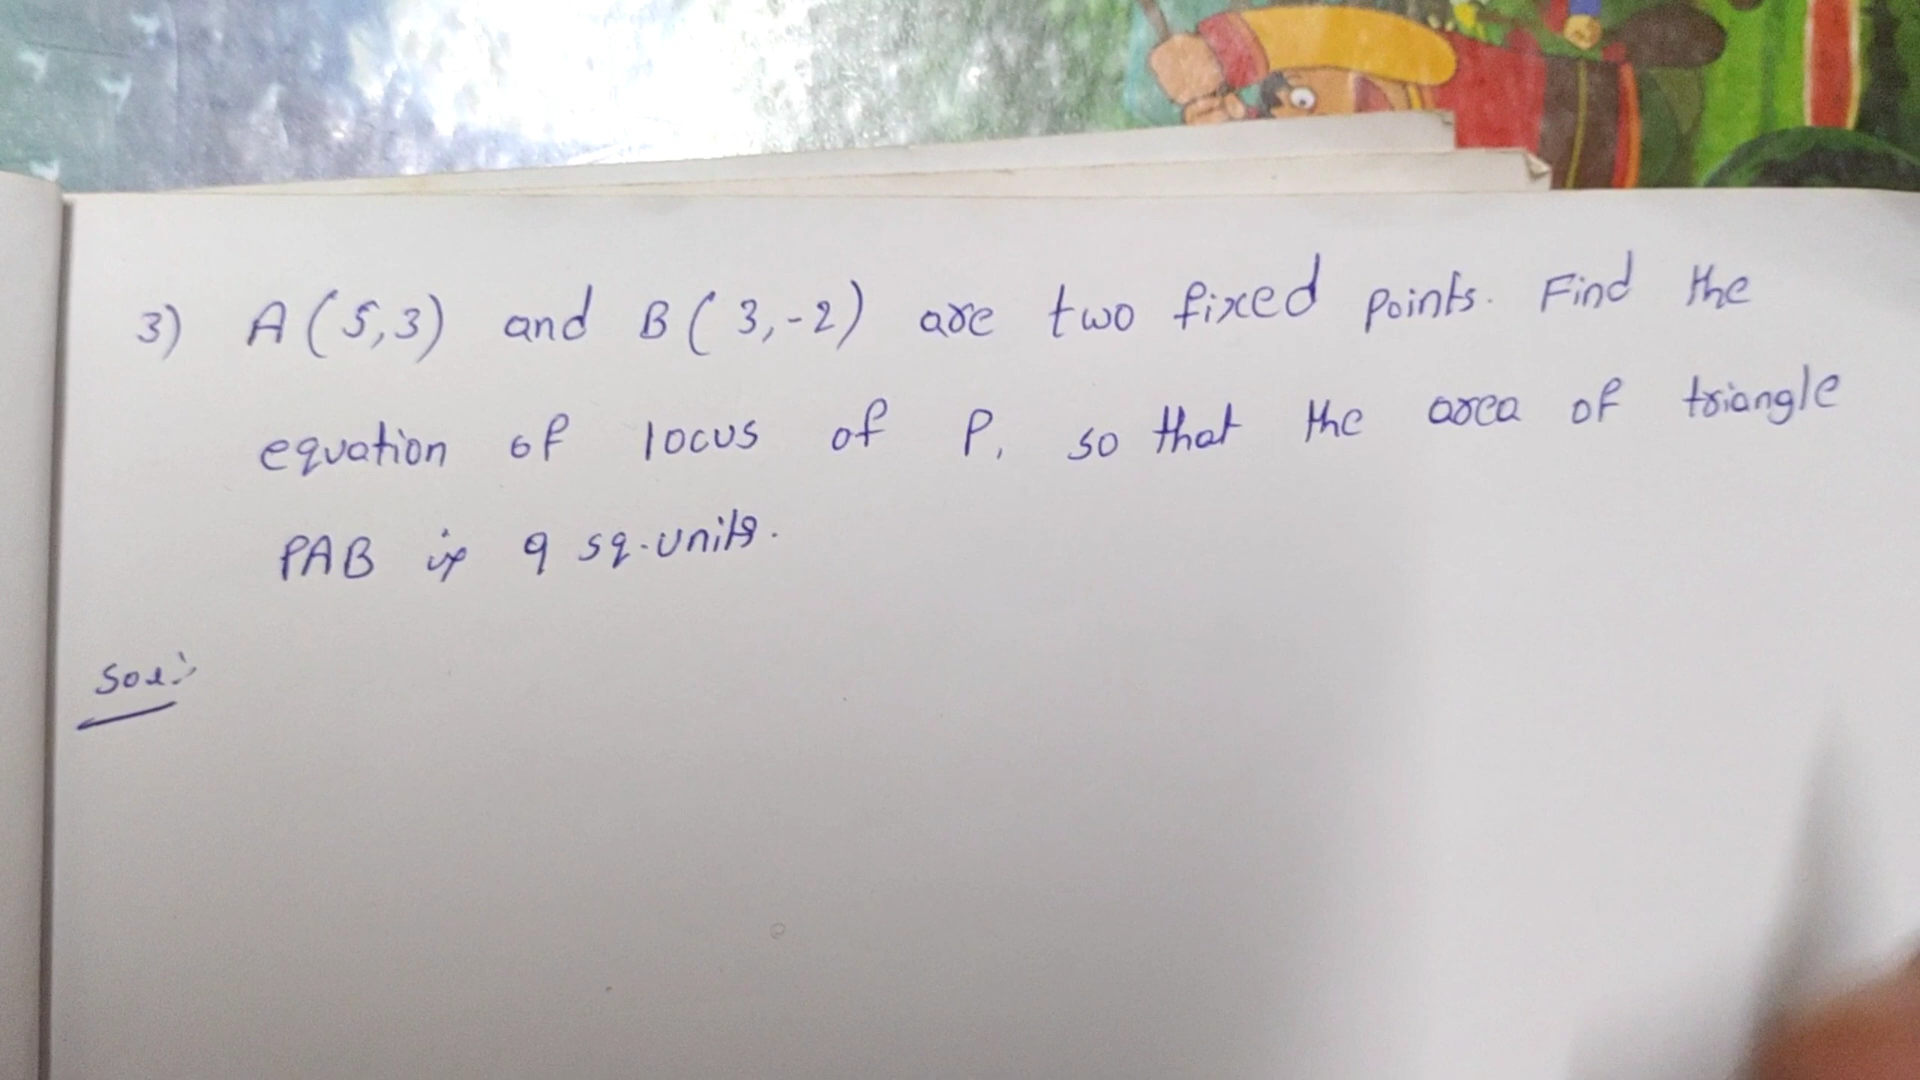 3) A(5,3) and B(3,-2) are two fixed points. Find the
equation of locus of P, so that the area of triangle
PAB is 9 sq.units.
Sol:-